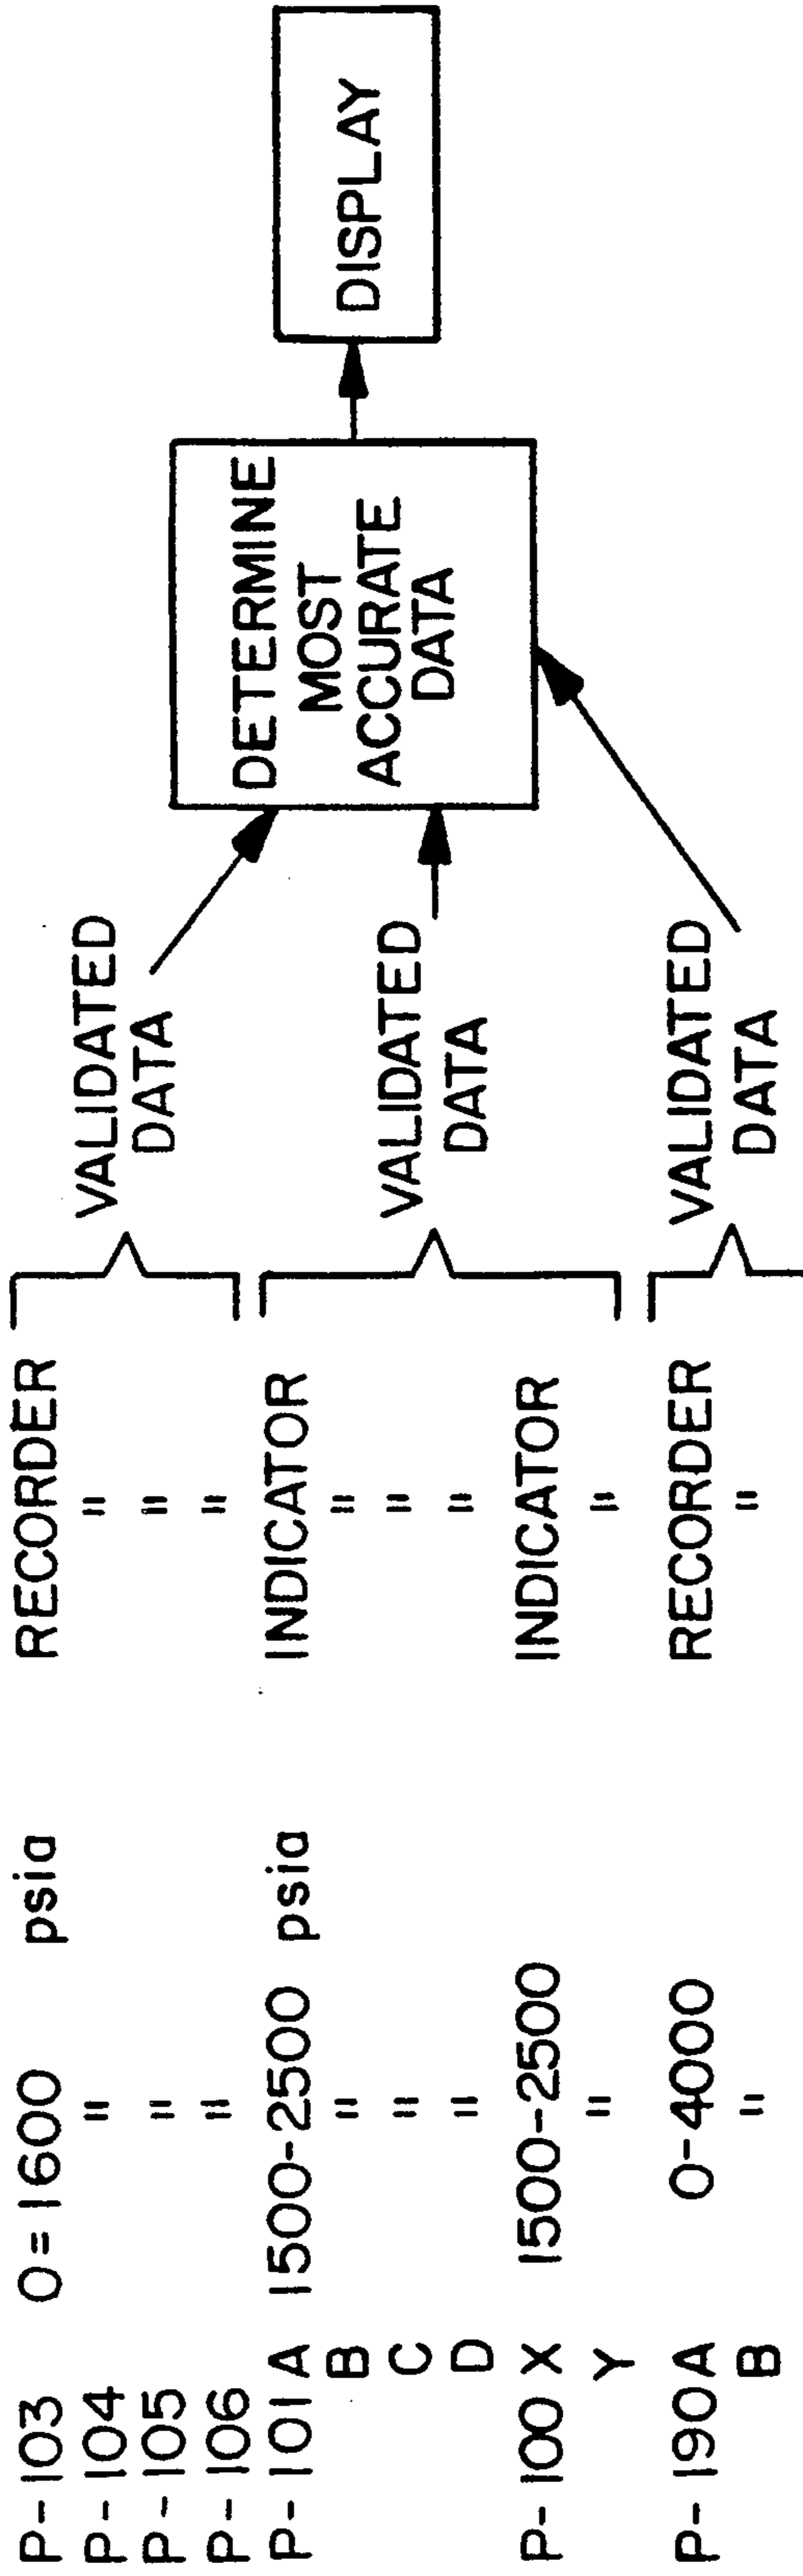 P-103 0=1600 psia RECORDER
P-104 " "
P-105 " "
P-106 " "
P-101 A 1500-2500 psia INDICATOR
B " "
C " "
D " "
P-100 X 1500-2500 INDICATOR
Y " "
P-190A 0-4000 RECORDER
B " "
VALIDATED
DATA
VALIDATED
DATA
VALIDATED
DATA
DETERMINE
MOST
ACCURATE
DATA
DISPLAY